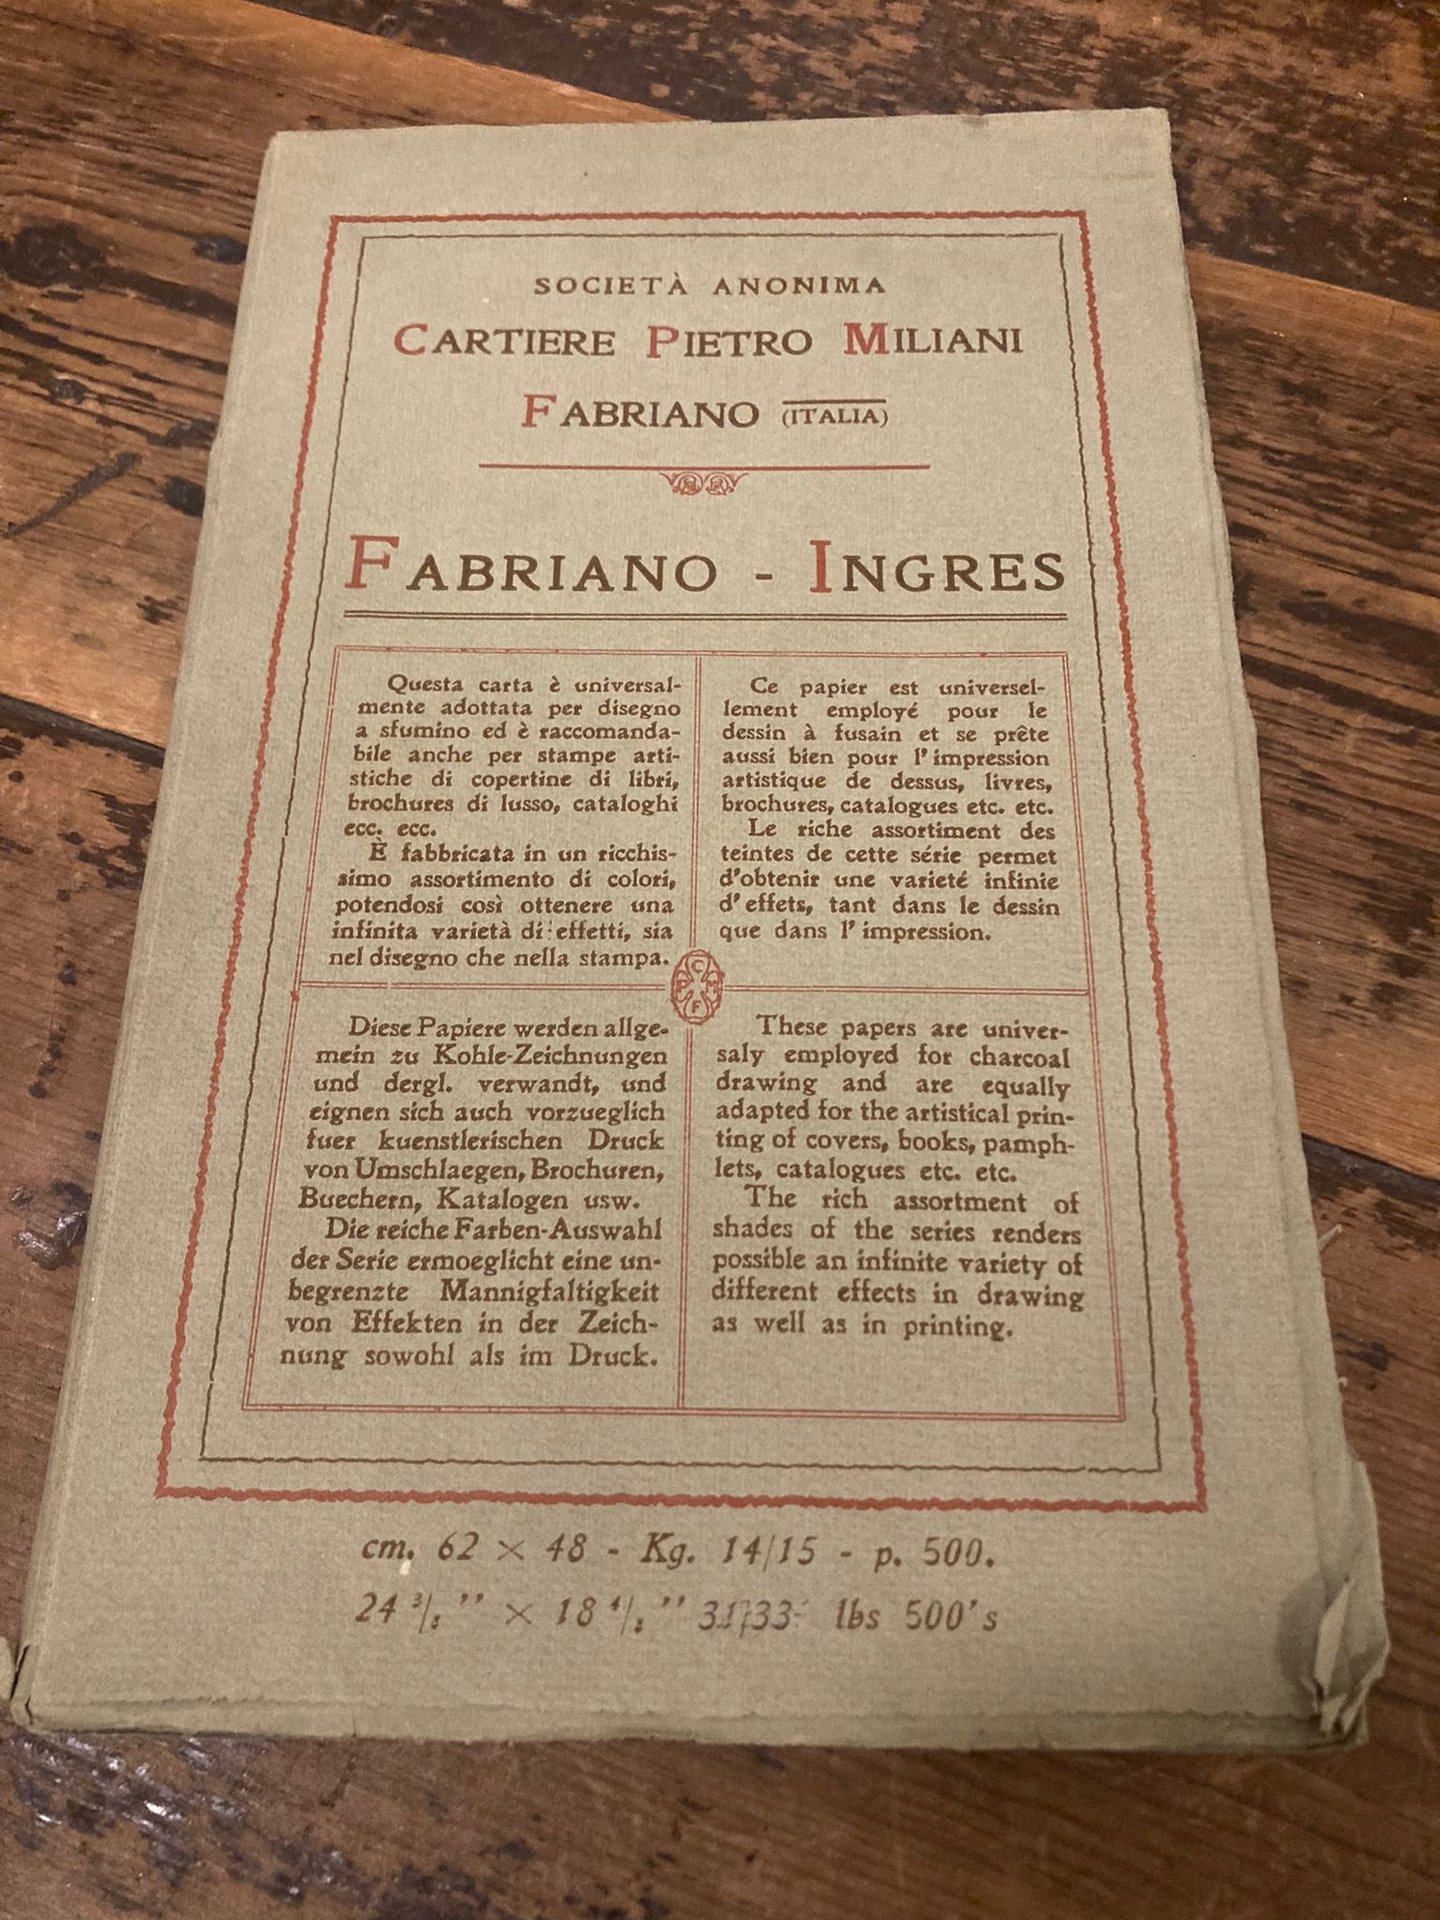 SOCIETÀ ANONIMA
CARTIERE PIETRO MILIANI
FABRIANO (ITALIA)
FABRIANO - INGRES
Questa carta è universal-
mente adottata per disegno
a sfumino ed è raccomanda-
bile anche per stampe arti-
stiche di copertine di libri,
brochures di lusso, cataloghi
ecc. ecc.
È fabbricata in un ricchis-
simo assortimento di colori,
potendosi così ottenere una
infinita varietà di effetti, sia
nel disegno che nella stampa.
Ce papier est universel-
lement employé pour le
dessin à fusain et se prête
aussi bien pour l'impression
artistique de dessus, livres,
brochures, catalogues etc. etc.
Le riche assortiment des
teintes de cette série permet
d'obtenir une varieté infinie
d'effets, tant dans le dessin
que dans l'impression.
C
P M
F
Diese Papiere werden allge-
mein zu Kohle-Zeichnungen
und dergl. verwandt, und
eignen sich auch vorzueglich
fuer kuenstlerischen Druck
von Umschlaegen, Brochuren,
Buechern, Katalogen usw.
Die reiche Farben-Auswahl
der Serie ermoeglicht eine un-
begrenzte Mannigfaltigkeit
von Effekten in der Zeich-
nung sowohl als im Druck.
These papers are univer-
saly employed for charcoal
drawing and are equally
adapted for the artistical prin-
ting of covers, books, pamph-
lets, catalogues etc. etc.
The rich assortment of
shades of the series renders
possible an infinite variety of
different effects in drawing
as well as in printing.
cm. 62 × 48 - Kg. 14/15 - p. 500.
24 " × 18 " lbs 500's